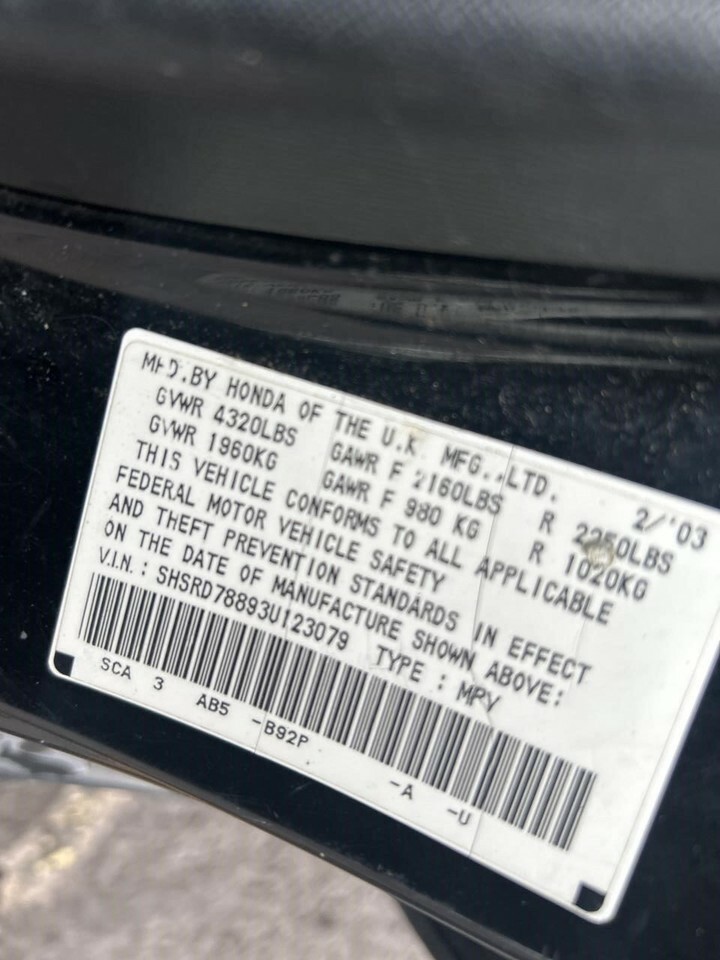 MFD.BY HONDA OF THE U.K. MFG.,LTD. 2/'03
GVWR 4320LBS GAWR F 2160LBS R 2250LBS
GVWR 1960KG GAWR F 980 KG R 1020KG
THIS VEHICLE CONFORMS TO ALL APPLICABLE
FEDERAL MOTOR VEHICLE SAFETY
AND THEFT PREVENTION STANDARDS IN EFFECT
ON THE DATE OF MANUFACTURE SHOWN ABOVE:
V.I.N.: SHSRD78893U123079 TYPE : MPV
SCA 3 AB5 -B92P -A -U